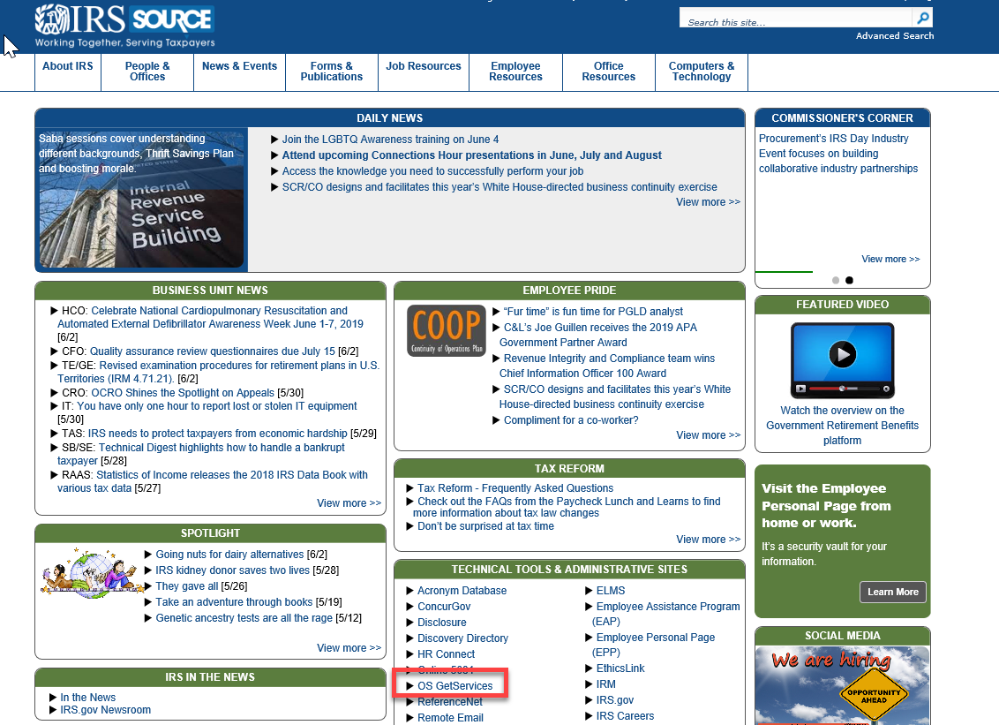 IRS SOURCE
Working Together, Serving Taxpayers
Search this site...
Advanced Search
About IRS
People &
Offices
News & Events
Forms &
Publications
Job Resources
Employee
Resources
Office
Resources
Computers &
Technology
DAILY NEWS
Saba sessions cover understanding
different backgrounds, Thrift Savings Plan
and boosting morale.
Internal
Revenue
Service
Building
Join the LGBTQ Awareness training on June 4
Attend upcoming Connections Hour presentations in June, July and August
Access the knowledge you need to successfully perform your job
SCR/CO designs and facilitates this year's White House-directed business continuity exercise
View more >>
COMMISSIONER'S CORNER
Procurement's IRS Day Industry
Event focuses on building
collaborative industry partnerships
View more >>
BUSINESS UNIT NEWS
HCO: Celebrate National Cardiopulmonary Resuscitation and
Automated External Defibrillator Awareness Week June 1-7, 2019
[6/2]
CFO: Quality assurance review questionnaires due July 15 [6/2]
TE/GE: Revised examination procedures for retirement plans in U.S.
Territories (IRM 4.71.21). [6/2]
CRO: OCRO Shines the Spotlight on Appeals [5/30]
IT: You have only one hour to report lost or stolen IT equipment
[5/30]
TAS: IRS needs to protect taxpayers from economic hardship [5/29]
SB/SE: Technical Digest highlights how to handle a bankrupt
taxpayer [5/28]
RAAS: Statistics of Income releases the 2018 IRS Data Book with
various tax data [5/27]
View more >>
EMPLOYEE PRIDE
COOP
Continuity of Operations Plan
"Fur time" is fun time for PGLD analyst
C&L's Joe Guillen receives the 2019 APA
Government Partner Award
Revenue Integrity and Compliance team wins
Chief Information Officer 100 Award
SCR/CO designs and facilitates this year's White
House-directed business continuity exercise
Compliment for a co-worker?
View more >>
FEATURED VIDEO
Watch the overview on the
Government Retirement Benefits
platform
TAX REFORM
Tax Reform - Frequently Asked Questions
Check out the FAQs from the Paycheck Lunch and Learns to find
more information about tax law changes
Don't be surprised at tax time
View more >>
Visit the Employee
Personal Page from
home or work.
It's a security vault for your
information.
Learn More
SPOTLIGHT
Going nuts for dairy alternatives [6/2]
IRS kidney donor saves two lives [5/28]
They gave all [5/26]
Take an adventure through books [5/19]
Genetic ancestry tests are all the rage [5/12]
View more >>
TECHNICAL TOOLS & ADMINISTRATIVE SITES
Acronym Database
ConcurGov
Disclosure
Discovery Directory
HR Connect
Online 5081
OS GetServices
ReferenceNet
Remote Email
ELMS
Employee Assistance Program
(EAP)
Employee Personal Page
(EPP)
EthicsLink
IRM
IRS.gov
IRS Careers
SOCIAL MEDIA
We are hiring
OPPORTUNITY
AHEAD
IRS IN THE NEWS
In the News
IRS.gov Newsroom